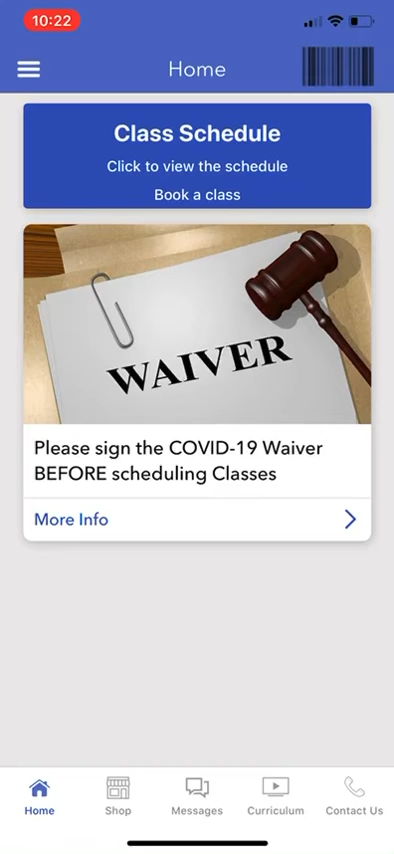 10:22
Home
Class Schedule
Click to view the schedule
Book a class
WAIVER
Please sign the COVID-19 Waiver
BEFORE scheduling Classes
More Info
Home
Shop
Messages
Curriculum
Contact Us